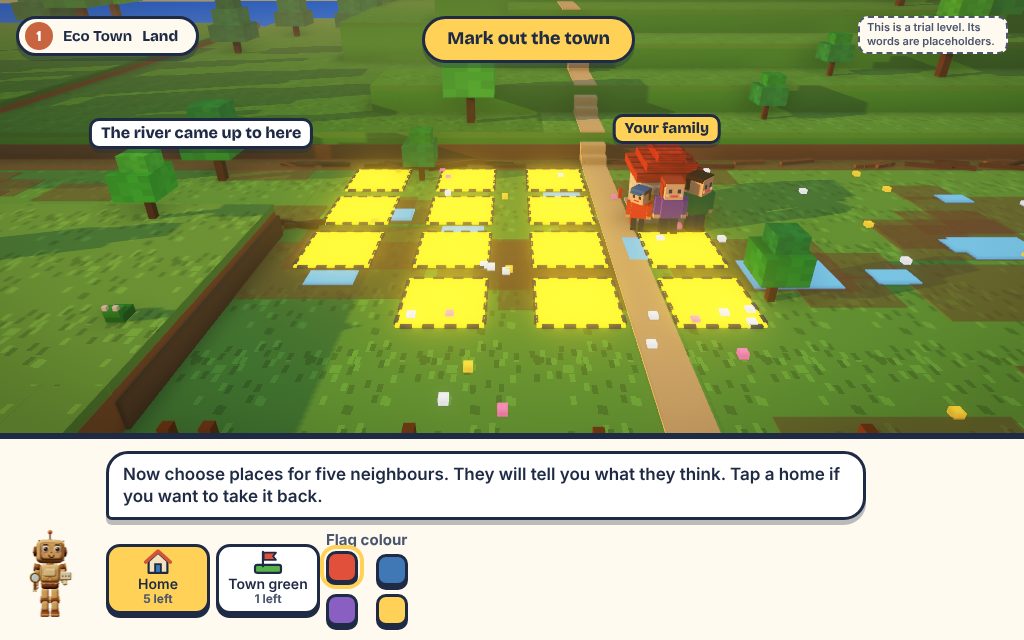 1 Eco Town Land
Mark out the town
This is a trial level. Its
words are placeholders.
The river came up to here
Your family
Now choose places for five neighbours. They will tell you what they think. Tap a home if
you want to take it back.
Flag colour
Home
5 left
Town green
1 left